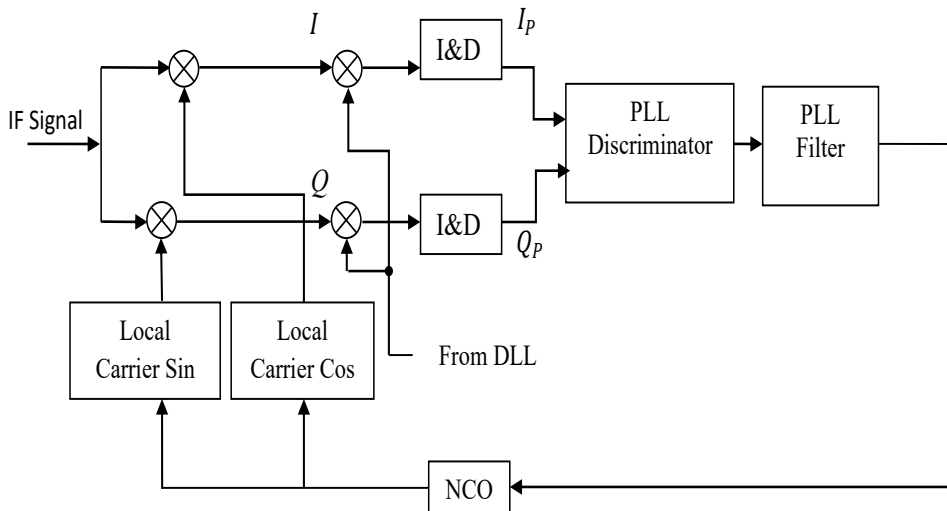 I
I&D
I_P
IF Signal
PLL
Discriminator
PLL
Filter
Q
I&D
Q_P
Local
Carrier Sin
Local
Carrier Cos
From DLL
NCO